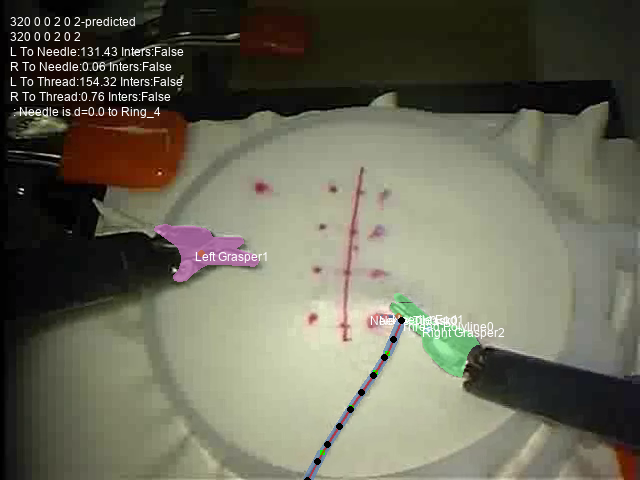 320 0 0 2 0 2-predicted
320 0 0 2 0 2
L To Needle:131.43 Inters:False
R To Needle:0.06 Inters:False
L To Thread:154.32 Inters:False
R To Thread:0.76 Inters:False
: Needle is d=0.0 to Ring_4
Left Grasper1
Thread Polyline0
Right Grasper2